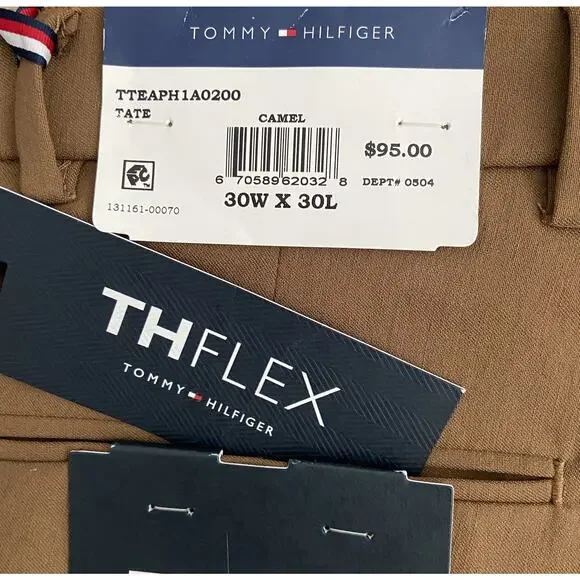 TOMMY HILFIGER
TTEAPH1A0200
TATE
CAMEL
$95.00
6 70589 62032 8
DEPT# 0504
131161-00070
30W X 30L
THFLEX
TOMMY HILFIGER